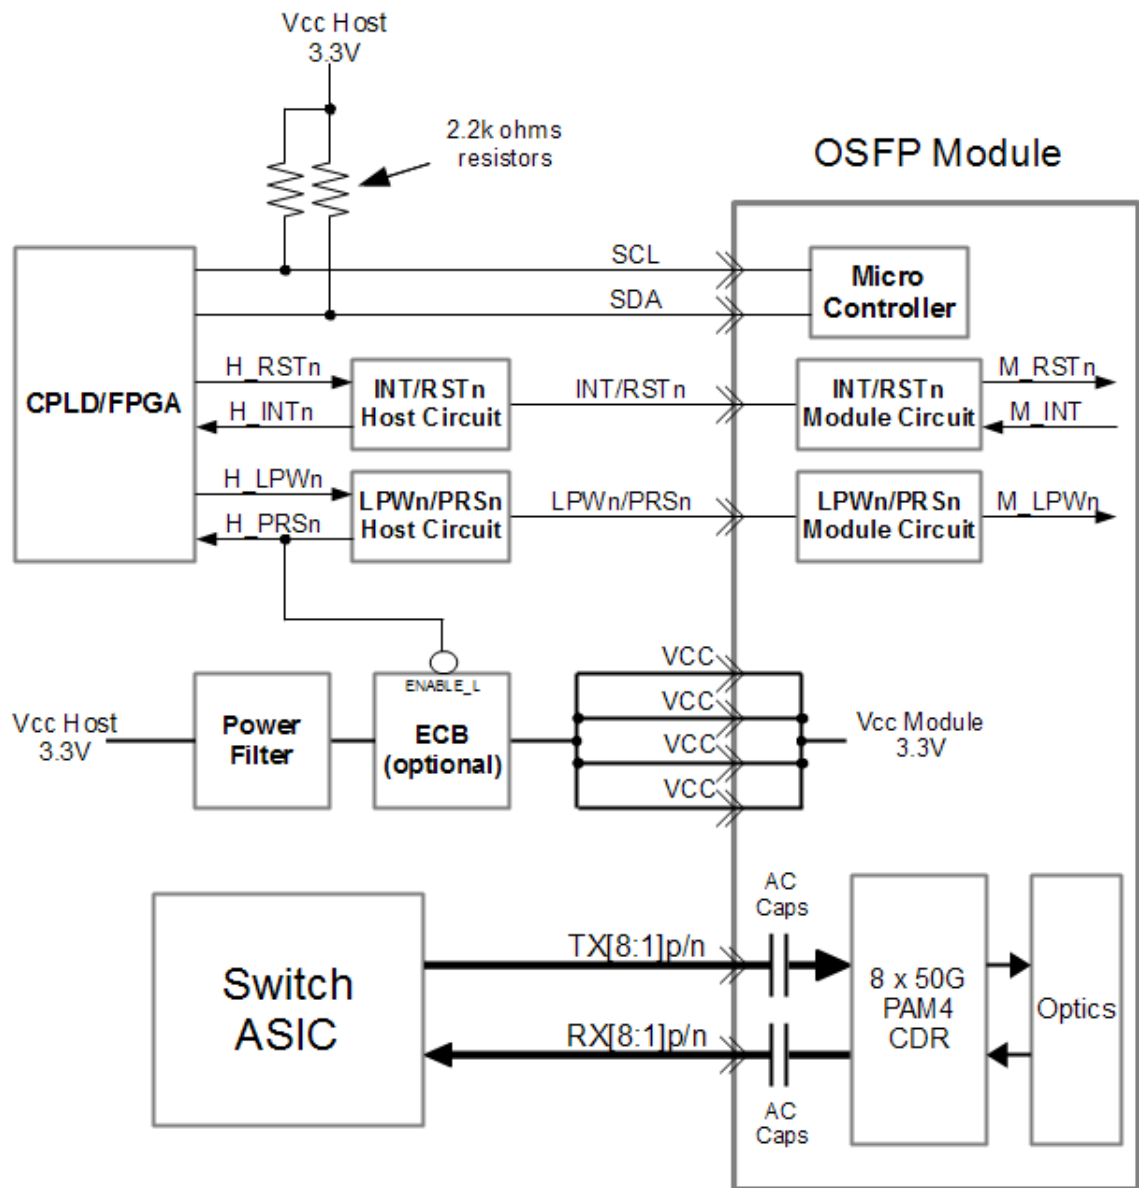 Vcc Host
3.3V
2.2k ohms
resistors
OSFP Module
SCL
SDA
Micro
Controller
CPLD/FPGA
H_RSTn
H_INTn
INT/RSTn
Host Circuit
INT/RSTn
INT/RSTn
Module Circuit
M_RSTn
M_INT
H_LPWn
H_PRSn
LPWn/PRSn
Host Circuit
LPWn/PRSn
LPWn/PRSn
Module Circuit
M_LPWn
Vcc Host
3.3V
Power
Filter
ENABLE_L
ECB
(optional)
VCC
VCC
VCC
VCC
Vcc Module
3.3V
Switch
ASIC
TX[8:1]p/n
RX[8:1]p/n
AC
Caps
AC
Caps
8 x 50G
PAM4
CDR
Optics